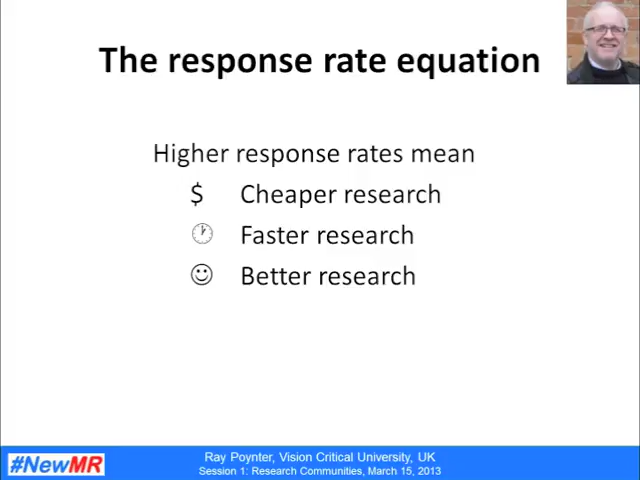 The response rate equation
Higher response rates mean
$ Cheaper research
Faster research
Better research
#NewMR
Ray Poynter, Vision Critical University, UK
Session 1: Research Communities, March 15, 2013